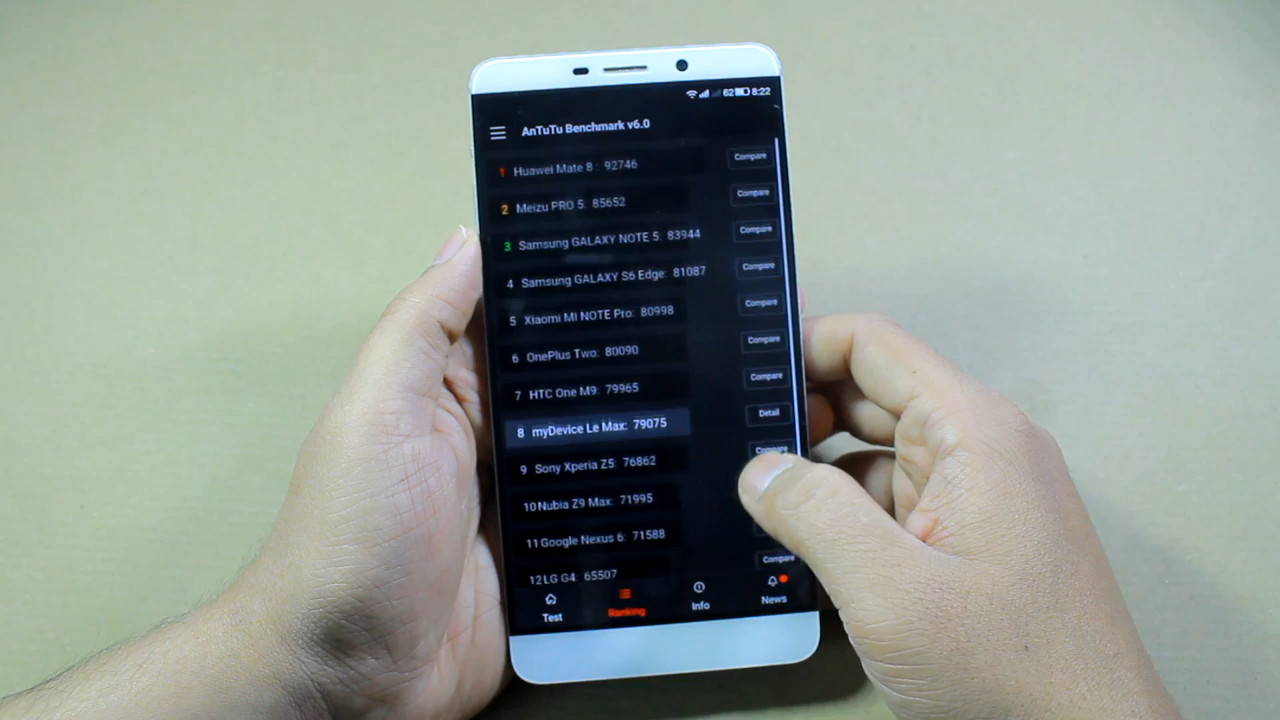 62 8:22
AnTuTu Benchmark v6.0
1 Huawei Mate 8 : 92746 Compare
2 Meizu PRO 5: 85652 Compare
3 Samsung GALAXY NOTE 5: 83944 Compare
4 Samsung GALAXY S6 Edge: 81087 Compare
5 Xiaomi MI NOTE Pro: 80998 Compare
6 OnePlus Two: 80090 Compare
7 HTC One M9: 79965 Compare
8 myDevice Le Max: 79075 Detail
9 Sony Xperia Z5: 76862 Compare
10 Nubia Z9 Max: 71995
11 Google Nexus 6: 71588
12 LG G4: 65507 Compare
Test Ranking Info News